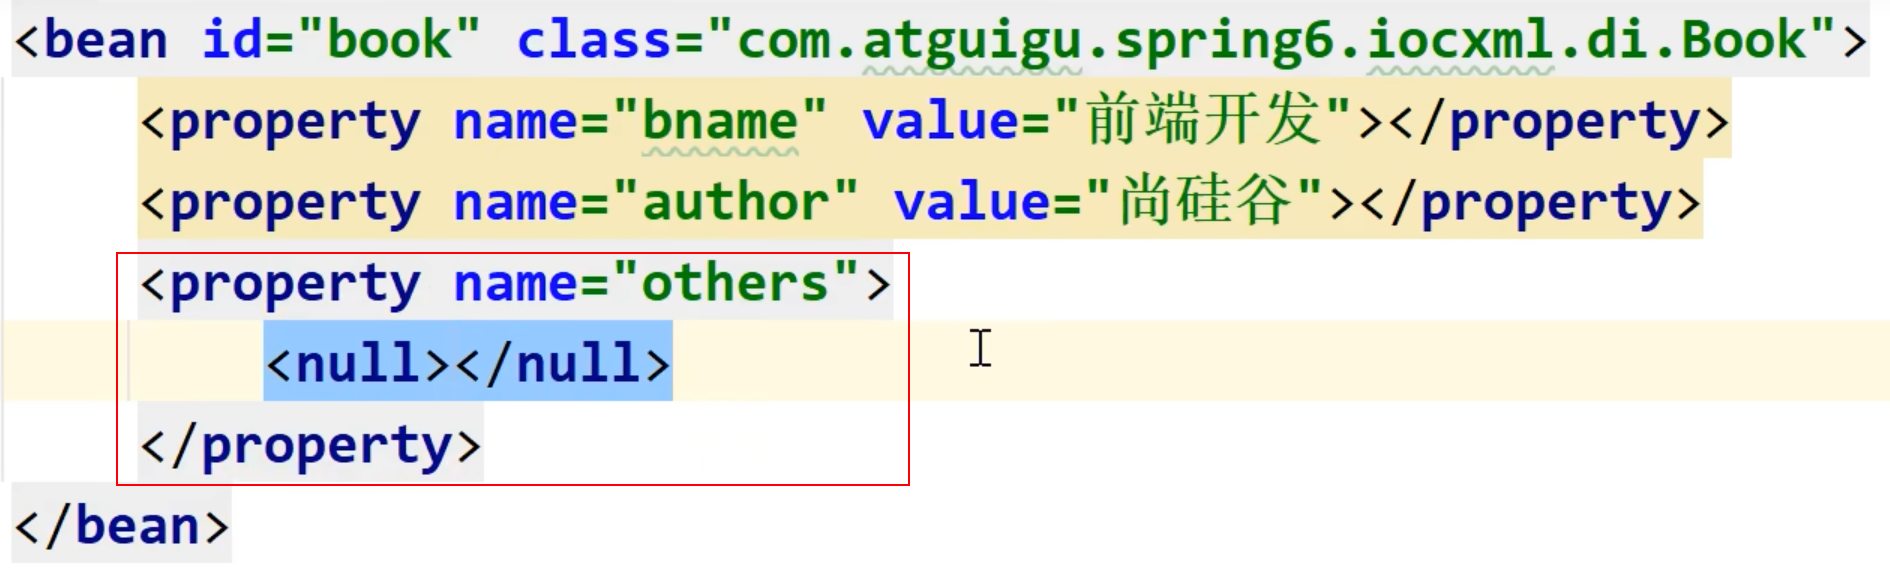 <bean id="book" class="com.atguigu.spring6.iocxml.di.Book">
<property name="bname" value="前端开发"></property>
<property name="author" value="尚硅谷"></property>
<property name="others">
<null></null>
</property>
</bean>